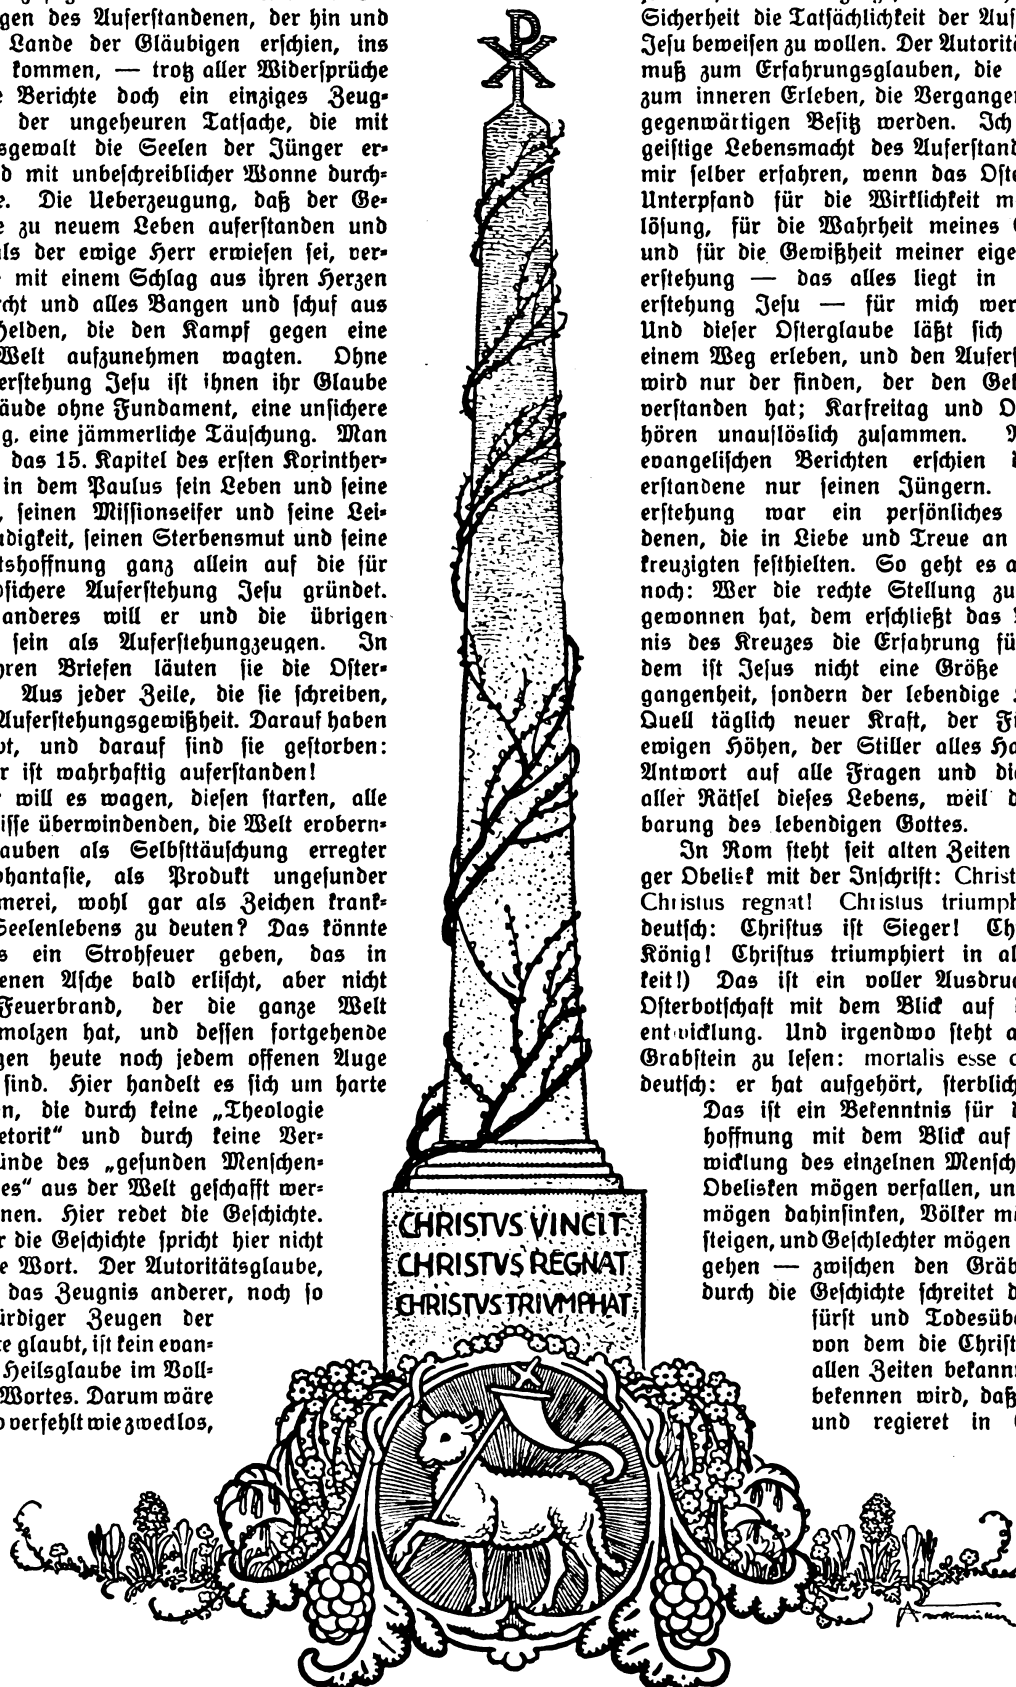 gen des Auferstandenen, der hin und
Lande der Gläubigen erschien, ins
kommen, — trotz aller Widersprüche
Berichte doch ein einziges Zeug-
der ungeheuren Tatsache, die mit
sgewalt die Seelen der Jünger er-
d mit unbeschreiblicher Wonne durch-
e. Die Ueberzeugung, daß der Ge-
e zu neuem Leben auferstanden und
als der ewige Herr erwiesen sei, ver-
mit einem Schlag aus ihren Herzen
rcht und alles Bangen und schuf aus
Helden, die den Kampf gegen eine
Welt aufzunehmen wagten. Ohne
erstehung Jesu ist ihnen ihr Glaube
äude ohne Fundament, eine unsichere
g, eine jämmerliche Täuschung. Man
das 15. Kapitel des ersten Korinther-
in dem Paulus sein Leben und seine
, seinen Missionseifer und seine Lei-
udigkeit, seinen Sterbensmut und seine
tshoffnung ganz allein auf die für
sichere Auferstehung Jesu gründet.
anderes will er und die übrigen
sein als Auferstehungzeugen. In
hren Briefen läuten sie die Oster-
Aus jeder Zeile, die sie schreiben,
Auferstehungsgewißheit. Darauf haben
bt, und darauf sind sie gestorben:
r ist wahrhaftig auferstanden!
will es wagen, diesen starken, alle
isse überwindenden, die Welt erobern-
lauben als Selbsttäuschung erregter
phantasie, als Produkt ungesunder
merei, wohl gar als Zeichen krank-
Seelenlebens zu deuten? Das könnte
s ein Strohfeuer geben, das in
enen Asche bald erlischt, aber nicht
Feuerbrand, der die ganze Welt
molzen hat, und dessen fortgehende
gen heute noch jedem offenen Auge
sind. Hier handelt es sich um harte
n, die durch keine „Theologie
etorik“ und durch keine Ver-
ünde des „gesunden Menschen-
es“ aus der Welt geschafft wer-
nen. Hier redet die Geschichte.
r die Geschichte spricht hier nicht
e Wort. Der Autoritätsglaube,
das Zeugnis anderer, noch so
ürdiger Zeugen der
te glaubt, ist kein evan-
Heilsglaube im Voll-
Wortes. Darum wäre
o verfehlt wie zwecklos,
Sicherheit die Tatsächlichkeit der Auf
Jesu beweisen zu wollen. Der Autoritä
muß zum Erfahrungsglauben, die
zum inneren Erleben, die Vergangen
gegenwärtigen Besitz werden. Ich
geistige Lebensmacht des Auferstand
mir selber erfahren, wenn das Oste
Unterpfand für die Wirklichkeit m
lösung, für die Wahrheit meines
und für die Gewißheit meiner eige
erstehung — das alles liegt in
erstehung Jesu — für mich wer
Und dieser Osterglaube läßt sich
einem Weg erleben, und den Aufers
wird nur der finden, der den Gek
verstanden hat; Karfreitag und O
hören unauflöslich zusammen. N
evangelischen Berichten erschien d
erstandene nur seinen Jüngern.
erstehung war ein persönliches
denen, die in Liebe und Treue an
kreuzigten festhielten. So geht es a
noch: Wer die rechte Stellung zu
gewonnen hat, dem erschließt das
nis des Kreuzes die Erfahrung fü
dem ist Jesus nicht eine Größe
gangenheit, sondern der lebendige
Quell täglich neuer Kraft, der Fü
ewigen Höhen, der Stiller alles Ha
Antwort auf alle Fragen und die
aller Rätsel dieses Lebens, weil d
barung des lebendigen Gottes.
In Rom steht seit alten Zeiten
ger Obelisk mit der Inschrift: Christ
Christus regnat! Christus triumph
deutsch: Christus ist Sieger! Ch
König! Christus triumphiert in al
keit!) Das ist ein voller Ausdruc
Osterbotschaft mit dem Blick auf
entwicklung. Und irgendwo steht a
Grabstein zu lesen: mortalis esse
deutsch: er hat aufgehört, sterblich
Das ist ein Bekenntnis für d
hoffnung mit dem Blick auf
wicklung des einzelnen Mensch
Obelisken mögen verfallen, un
mögen dahinsinken, Völker mö
steigen, und Geschlechter mögen
gehen — zwischen den Gräb
durch die Geschichte schreitet d
fürst und Todesübe
von dem die Christ
allen Zeiten bekann
bekennen wird, daß
und regieret in
CHRISTVS VINCIT
CHRISTVS REGNAT
CHRISTVS TRIVMPHAT